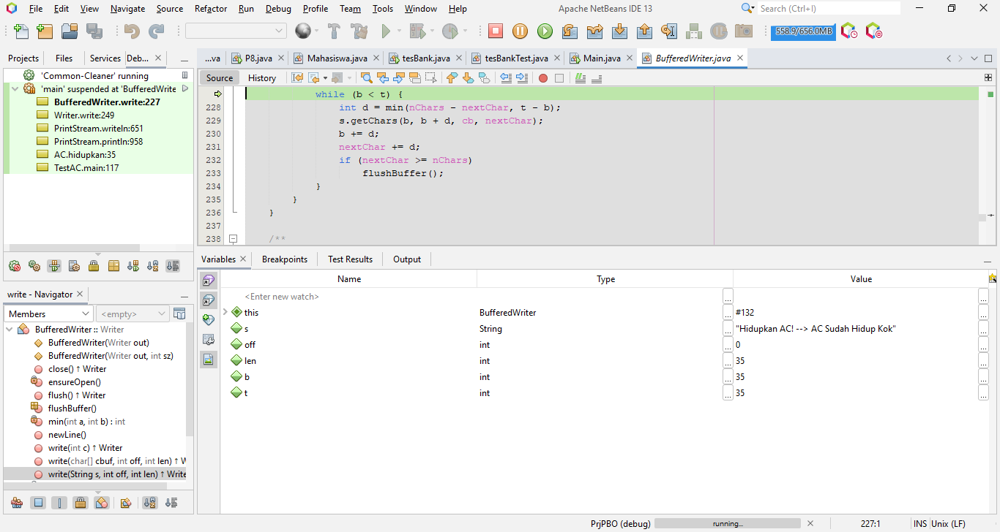 File Edit View Navigate Source Refactor Run Debug Profile Team Tools Window Help
Apache NetBeans IDE 13
Search (Ctrl+I)
558.9/656.0MB
Projects Files Services Deb...
...va P8.java Mahasiswa.java tesBank.java tesBankTest.java Main.java BufferedWriter.java
'Common-Cleaner' running
'main' suspended at 'BufferedWrite
BufferedWriter.write:227
Writer.write:249
PrintStream.writeln:651
PrintStream.println:958
AC.hidupkan:35
TestAC.main:117
Source History
while (b < t) {
228 int d = min(nChars - nextChar, t - b);
229 s.getChars(b, b + d, cb, nextChar);
230 b += d;
231 nextChar += d;
232 if (nextChar >= nChars)
233 flushBuffer();
234 }
235 }
236 }
237
238 /**
write - Navigator
Members
<empty>
BufferedWriter :: Writer
BufferedWriter(Writer out)
BufferedWriter(Writer out, int sz)
close() ↑ Writer
ensureOpen()
flush() ↑ Writer
flushBuffer()
min(int a, int b) : int
newLine()
write(int c) ↑ Writer
write(char[] cbuf, int off, int len) ↑ W
write(String s, int off, int len) ↑ Write
Variables Breakpoints Test Results Output
Name Type Value
<Enter new watch> ... ...
this BufferedWriter ... #132 ...
s String ... "Hidupkan AC! --> AC Sudah Hidup Kok" ...
off int ... 0 ...
len int ... 35 ...
b int ... 35 ...
t int ... 35 ...
PrjPBO (debug) running... 227:1 INS Unix (LF)